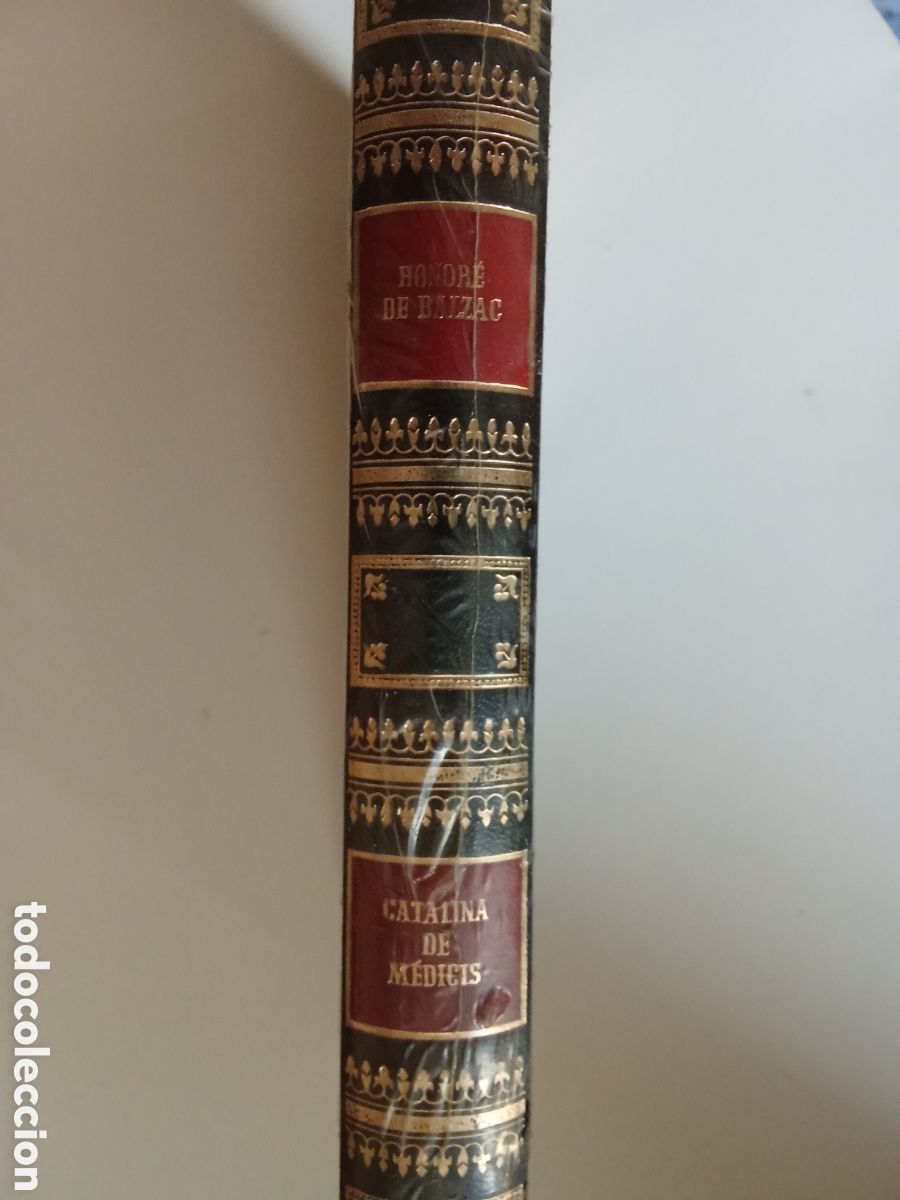 HONORÉ
DE BALZAC
CATALINA
DE
MÉDICIS
todocoleccion